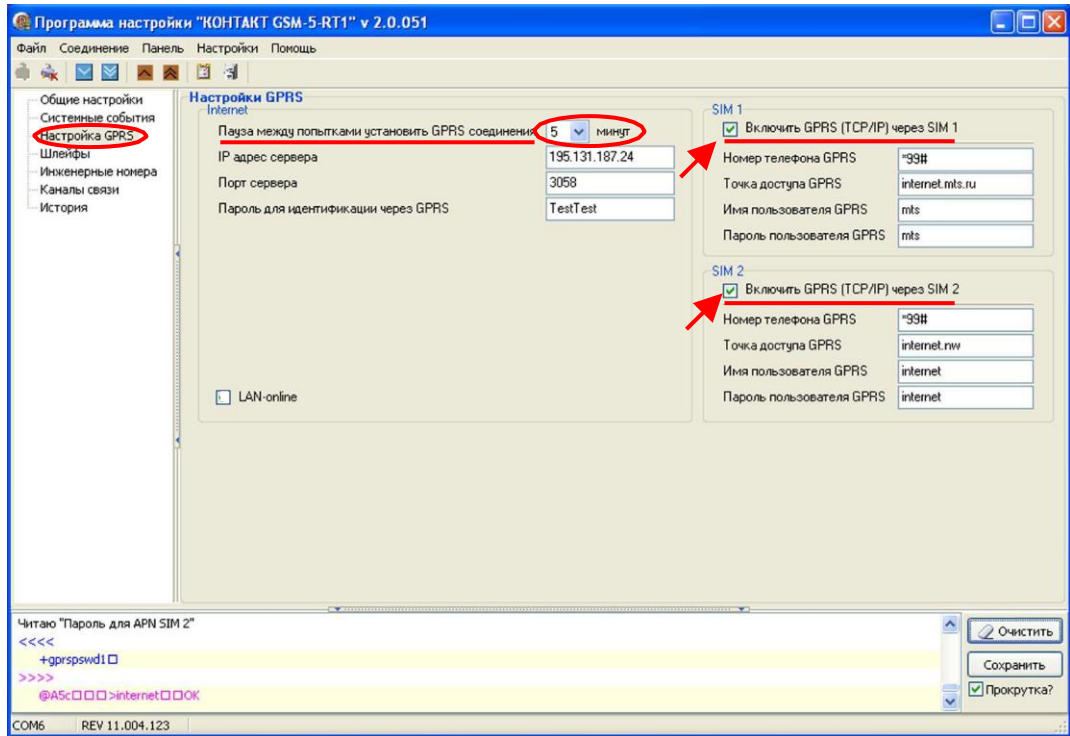 Программа настройки "КОНТАКТ GSM-5-RT1" v 2.0.051
Файл Соединение Панель Настройки Помощь
Общие настройки
Системные события
Настройка GPRS
Шлейфы
Инженерные номера
Каналы связи
История
Настройки GPRS
Internet
Пауза между попытками установить GPRS соединения 5 минут
IP адрес сервера 195.131.187.24
Порт сервера 3058
Пароль для идентификации через GPRS TestTest
LAN-online
SIM 1
Включить GPRS (TCP/IP) через SIM 1
Номер телефона GPRS *99#
Точка доступа GPRS internet.mts.ru
Имя пользователя GPRS mts
Пароль пользователя GPRS mts
SIM 2
Включить GPRS (TCP/IP) через SIM 2
Номер телефона GPRS *99#
Точка доступа GPRS internet.nw
Имя пользователя GPRS internet
Пароль пользователя GPRS internet
Читаю "Пароль для APN SIM 2"
<<<<
+gprspswd1□
>>>>
@A5c□□□>internet□□OK
Очистить
Сохранить
Прокрутка?
COM6 REV 11.004.123